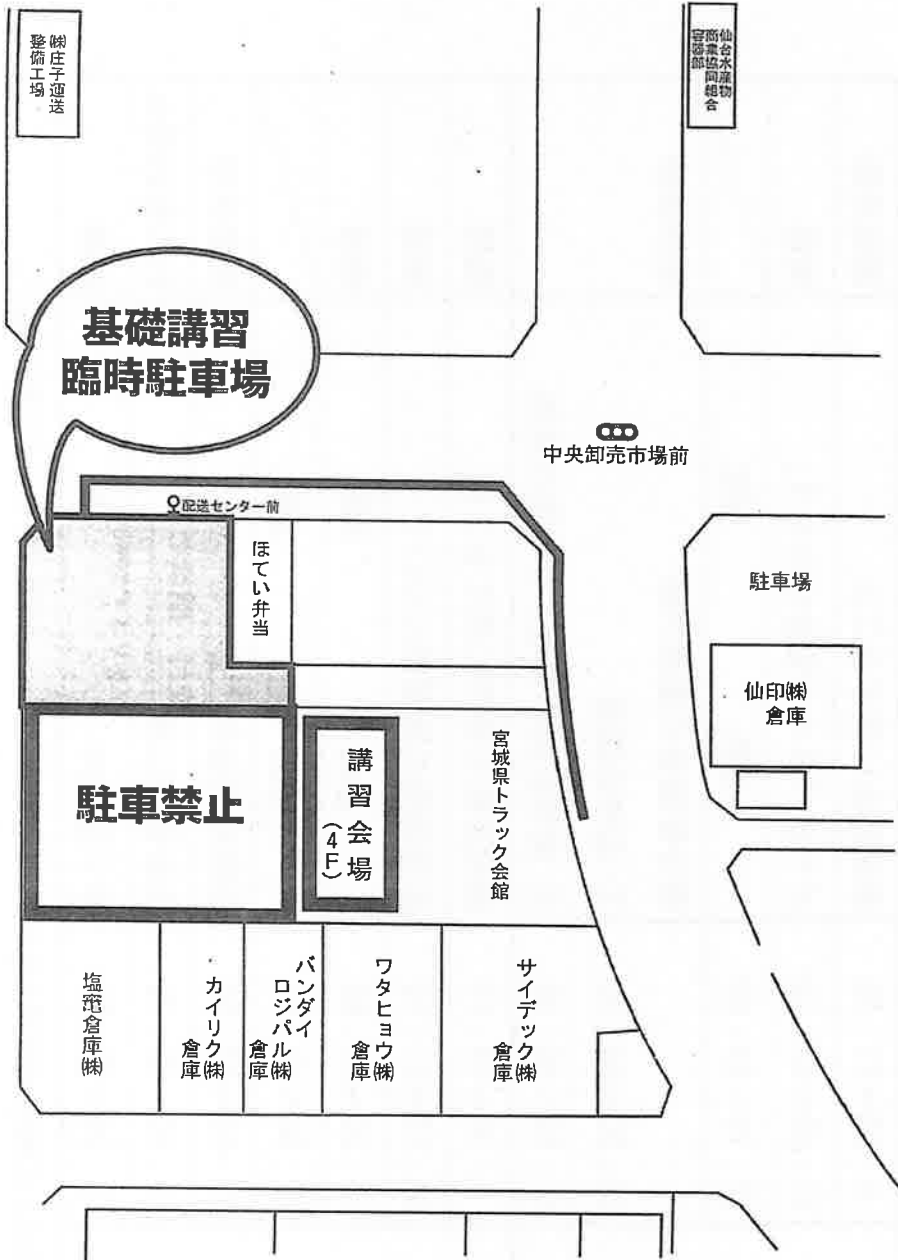 ㈱庄子運送
整備工場
仙台水産物
商業協同組合
容器部
基礎講習
臨時駐車場
中央卸売市場前
配送センター前
ほてい弁当
駐車場
仙印㈱
倉庫
駐車禁止
講習会場
(4F)
宮城県トラック会館
塩竈倉庫㈱
カイリク㈱
倉庫
バンダイ
ロジパル㈱
倉庫
ワタヒョウ㈱
倉庫
サイデック㈱
倉庫